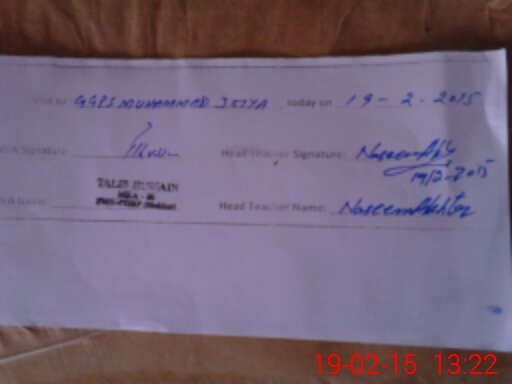 Visit to GGPS MUHAMMAD today on 19-2-2015
A Signature: Head Teacher Signature: Naseem
19/2-2015
TALIB HUSSAIN
A Name: Head Teacher Name: Naseem Akhtar
19-02-15 13:22